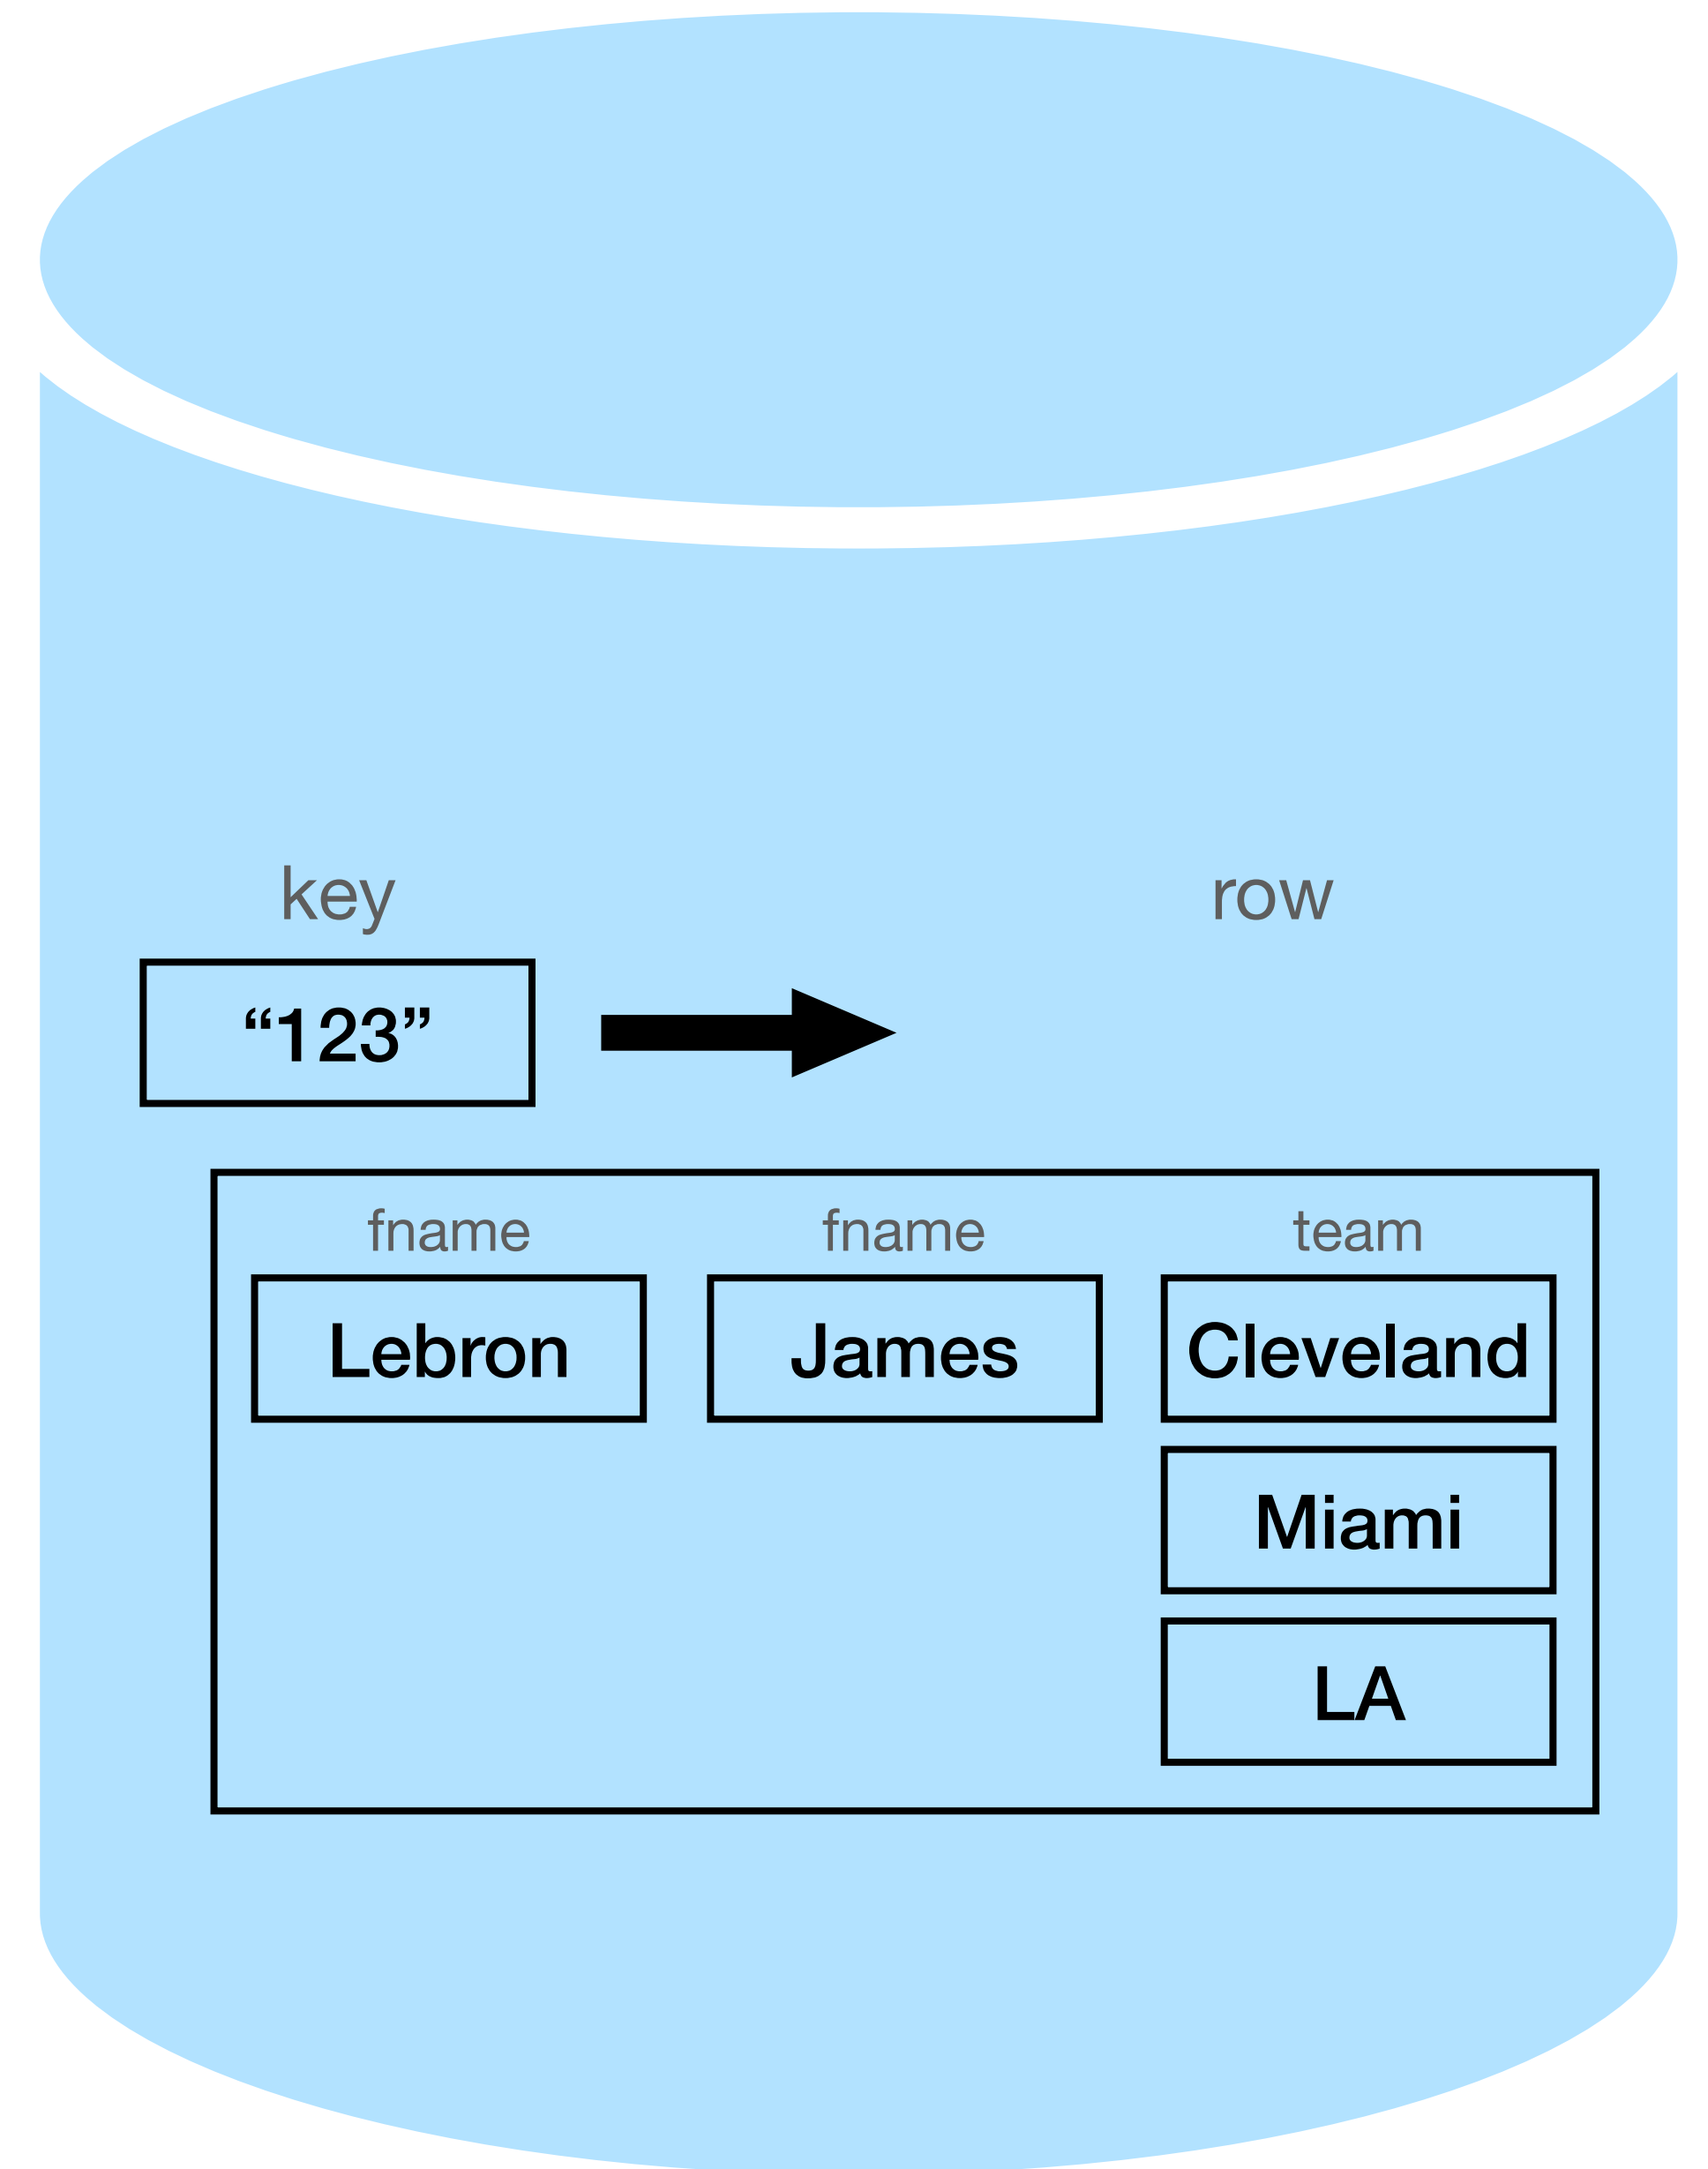 key row
“123”
fname fname team
Lebron James Cleveland
Miami
LA